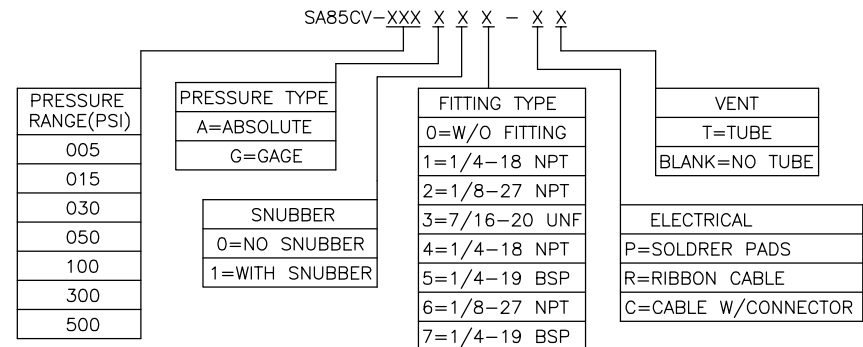 SA85CV-XXX X X X - X X
PRESSURE
RANGE(PSI)
005
015
030
050
100
300
500
PRESSURE TYPE
A=ABSOLUTE
G=GAGE
SNUBBER
0=NO SNUBBER
1=WITH SNUBBER
FITTING TYPE
0=W/O FITTING
1=1/4-18 NPT
2=1/8-27 NPT
3=7/16-20 UNF
4=1/4-18 NPT
5=1/4-19 BSP
6=1/8-27 NPT
7=1/4-19 BSP
VENT
T=TUBE
BLANK=NO TUBE
ELECTRICAL
P=SOLDRER PADS
R=RIBBON CABLE
C=CABLE W/CONNECTOR